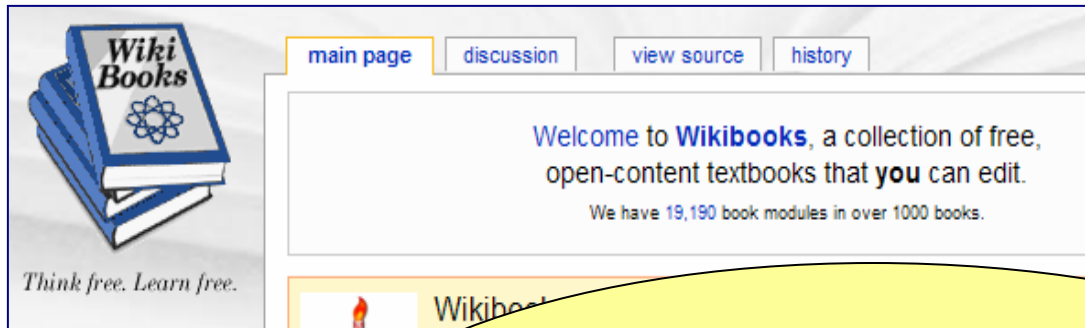 Wiki
Books
Think free. Learn free.
main page discussion view source history
Welcome to Wikibooks, a collection of free,
open-content textbooks that you can edit.
We have 19,190 book modules in over 1000 books.